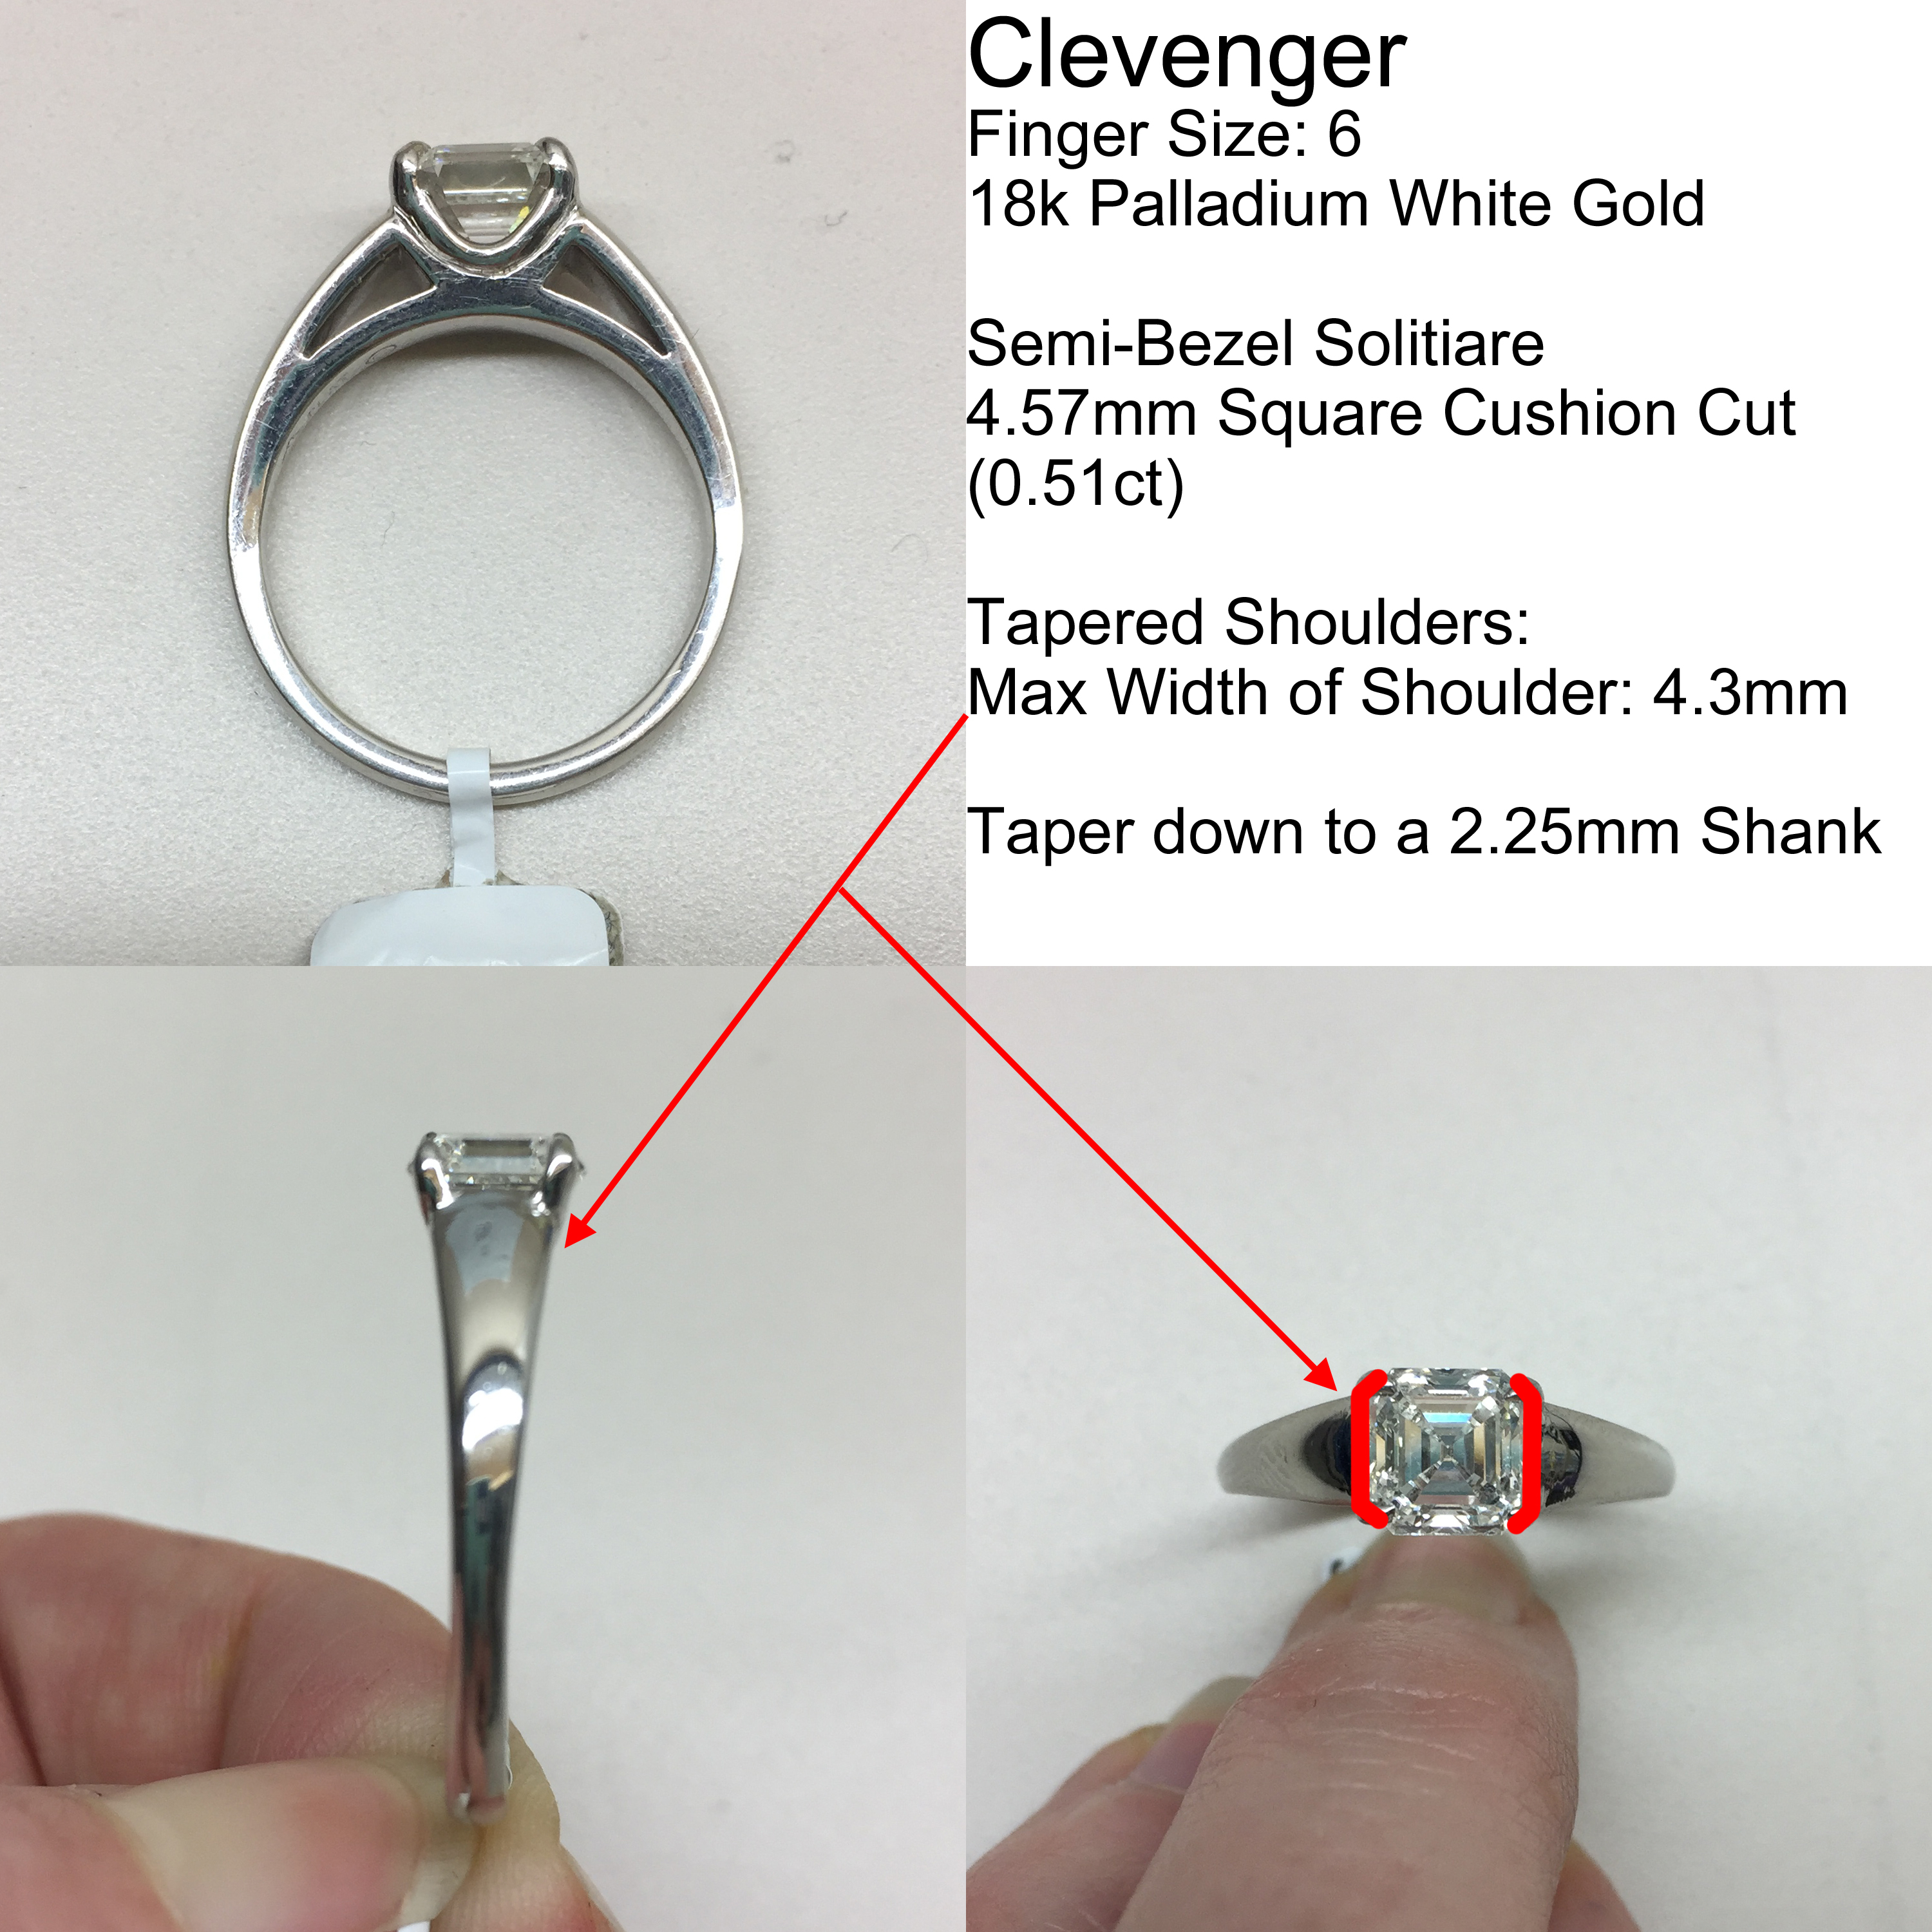 Clevenger
Finger Size: 6
18k Palladium White Gold
Semi-Bezel Solitiare
4.57mm Square Cushion Cut
(0.51ct)
Tapered Shoulders:
Max Width of Shoulder: 4.3mm
Taper down to a 2.25mm Shank